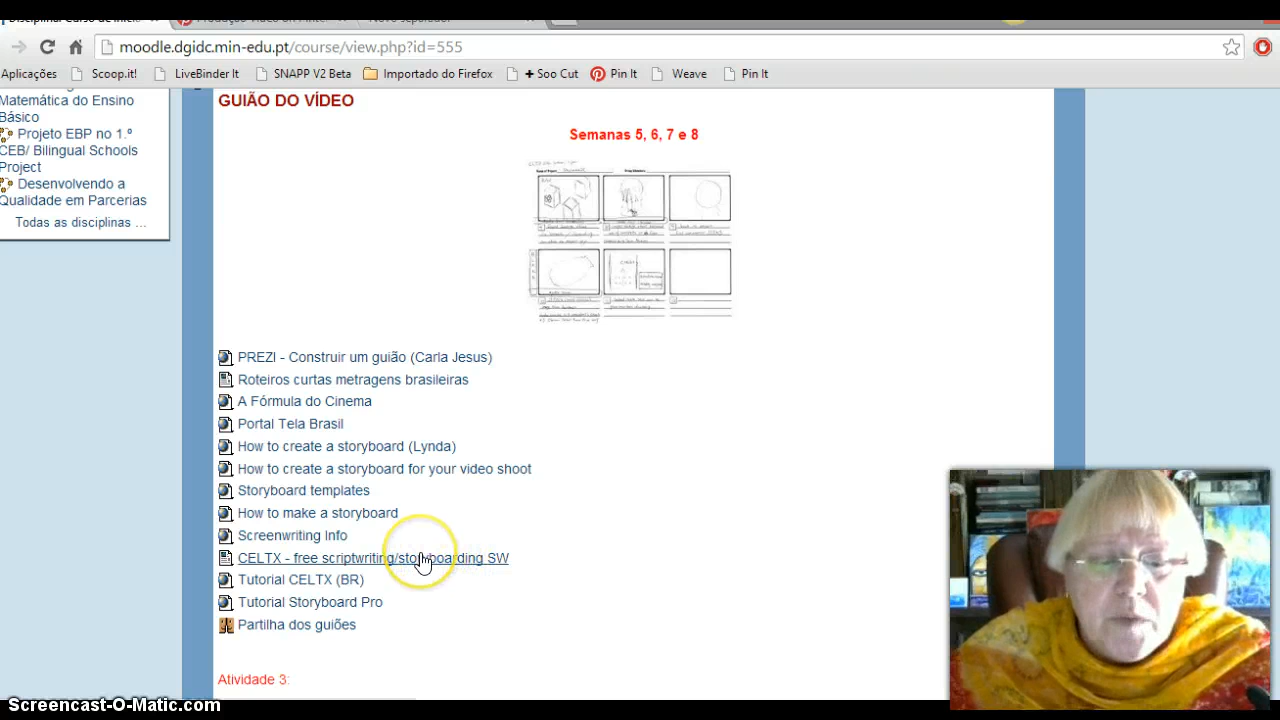 moodle.dgidc.min-edu.pt/course/view.php?id=555
Aplicações Scoop.it! LiveBinder It SNAPP V2 Beta Importado do Firefox + Soo Cut Pin It Weave Pin It
Matemática do Ensino
Básico
Projeto EBP no 1.º
CEB/ Bilingual Schools
Project
Desenvolvendo a
Qualidade em Parcerias
Todas as disciplinas ...
GUIÃO DO VÍDEO
Semanas 5, 6, 7 e 8
PREZI - Construir um guião (Carla Jesus)
Roteiros curtas metragens brasileiras
A Fórmula do Cinema
Portal Tela Brasil
How to create a storyboard (Lynda)
How to create a storyboard for your video shoot
Storyboard templates
How to make a storyboard
Screenwriting Info
CELTX - free scriptwriting/storyboarding SW
Tutorial CELTX (BR)
Tutorial Storyboard Pro
Partilha dos guiões
Atividade 3:
Screencast-O-Matic.com